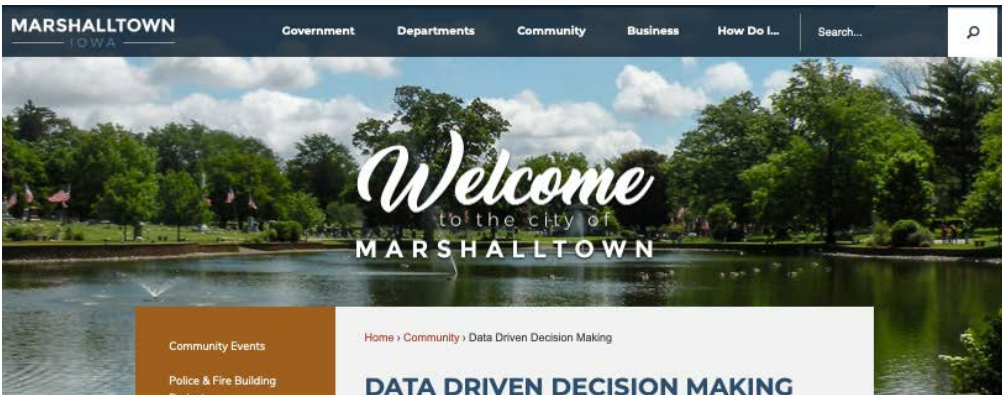 MARSHALLTOWN
IOWA
Government Departments Community Business How Do I... Search...
Welcome
to the city of
MARSHALLTOWN
Community Events
Police & Fire Building
Home › Community › Data Driven Decision Making
DATA DRIVEN DECISION MAKING